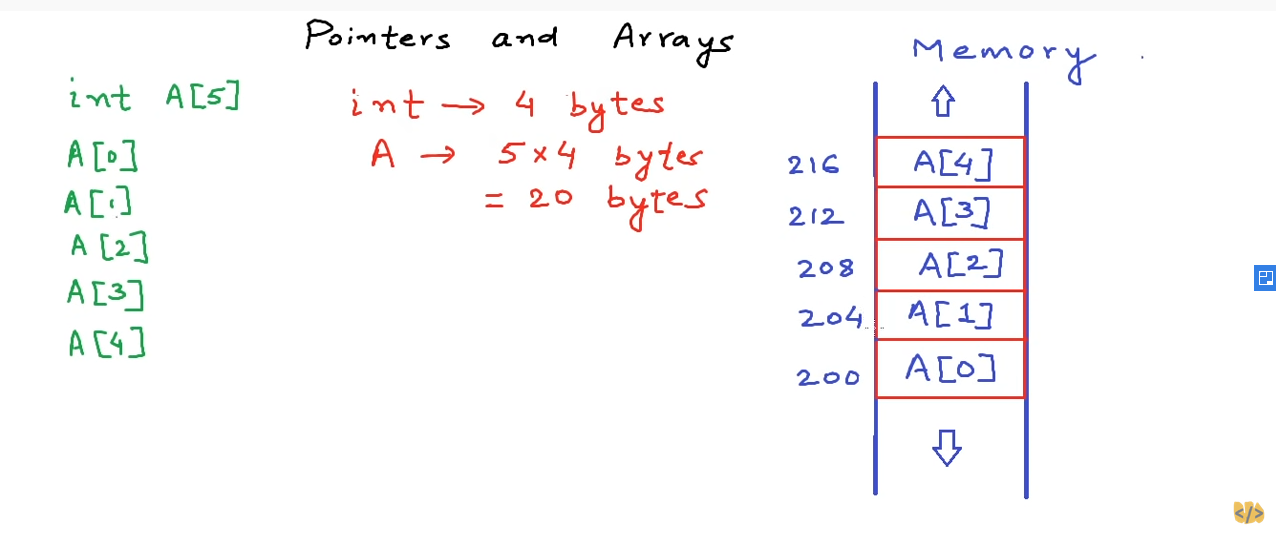 Pointers and Arrays
int A[5]
A[0]
A[1]
A[2]
A[3]
A[4]
int → 4 bytes
A → 5 × 4 bytes
= 20 bytes
Memory
216 A[4]
212 A[3]
208 A[2]
204 A[1]
200 A[0]
</>